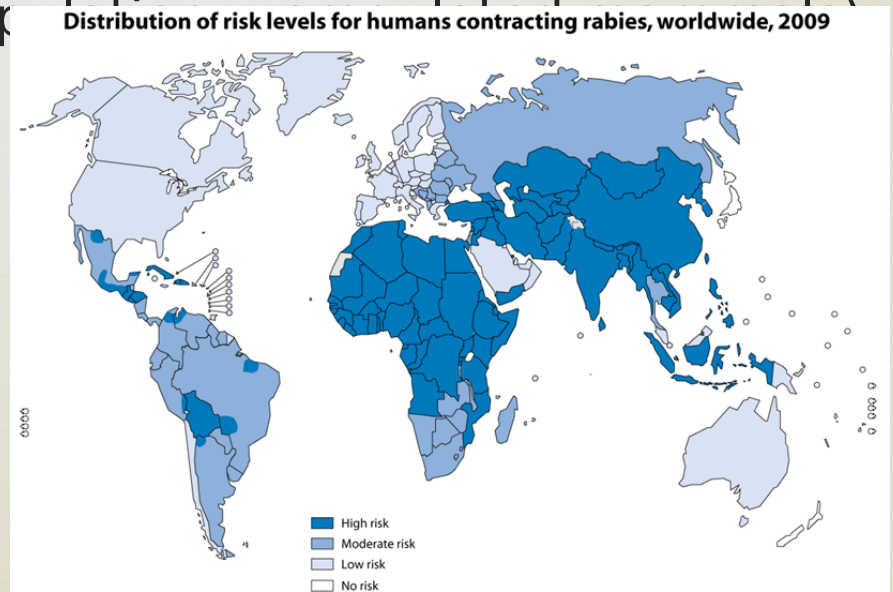 Distribution of risk levels for humans contracting rabies, worldwide, 2009
High risk
Moderate risk
Low risk
No risk